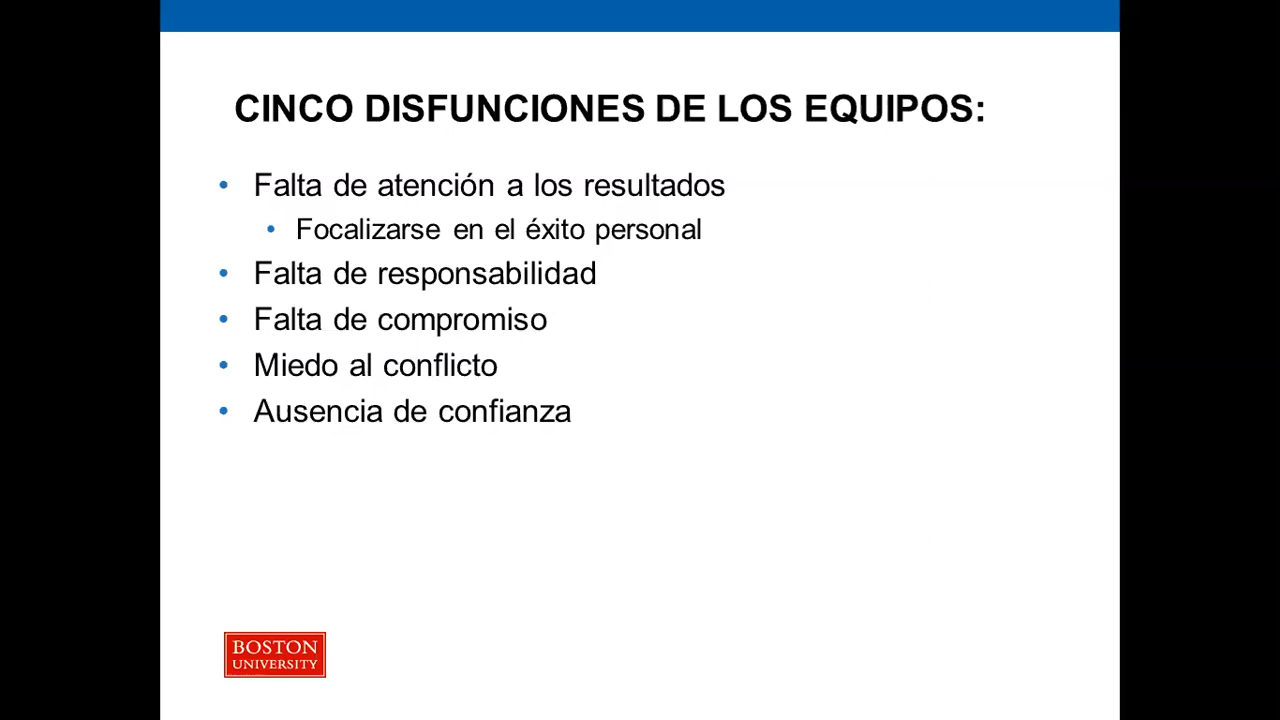 CINCO DISFUNCIONES DE LOS EQUIPOS:
• Falta de atención a los resultados
• Focalizarse en el éxito personal
• Falta de responsabilidad
• Falta de compromiso
• Miedo al conflicto
• Ausencia de confianza
BOSTON
UNIVERSITY